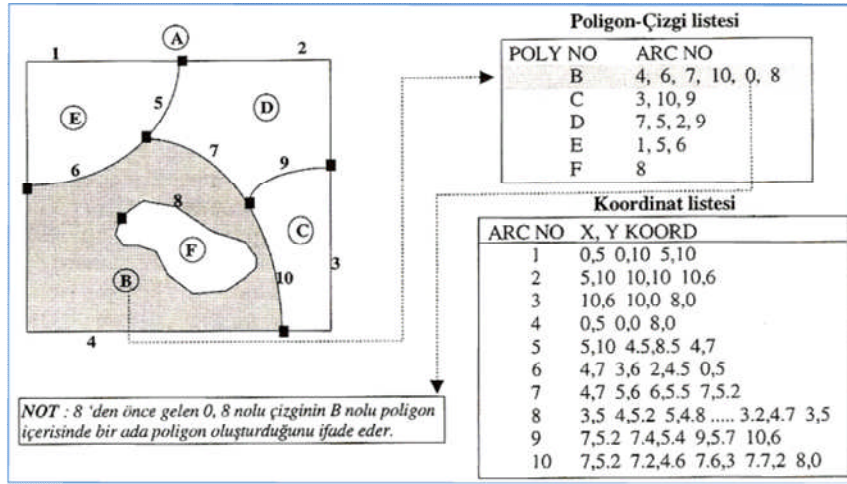 A
1
2
5
E
D
7
6
9
8
F
C
10
3
B
4
NOT : 8 'den önce gelen 0, 8 nolu çizginin B nolu poligon
içerisinde bir ada poligon oluşturduğunu ifade eder.
Poligon-Çizgi listesi
POLY NO ARC NO
B 4, 6, 7, 10, 0, 8
C 3, 10, 9
D 7, 5, 2, 9
E 1, 5, 6
F 8
Koordinat listesi
ARC NO X, Y KOORD
1 0,5 0,10 5,10
2 5,10 10,10 10,6
3 10,6 10,0 8,0
4 0,5 0,0 8,0
5 5,10 4.5,8.5 4,7
6 4,7 3,6 2,4.5 0,5
7 4,7 5,6 6,5.5 7,5.2
8 3,5 4,5.2 5,4.8 ..... 3.2,4.7 3,5
9 7,5.2 7.4,5.4 9,5.7 10,6
10 7,5.2 7.2,4.6 7.6,3 7.7,2 8,0